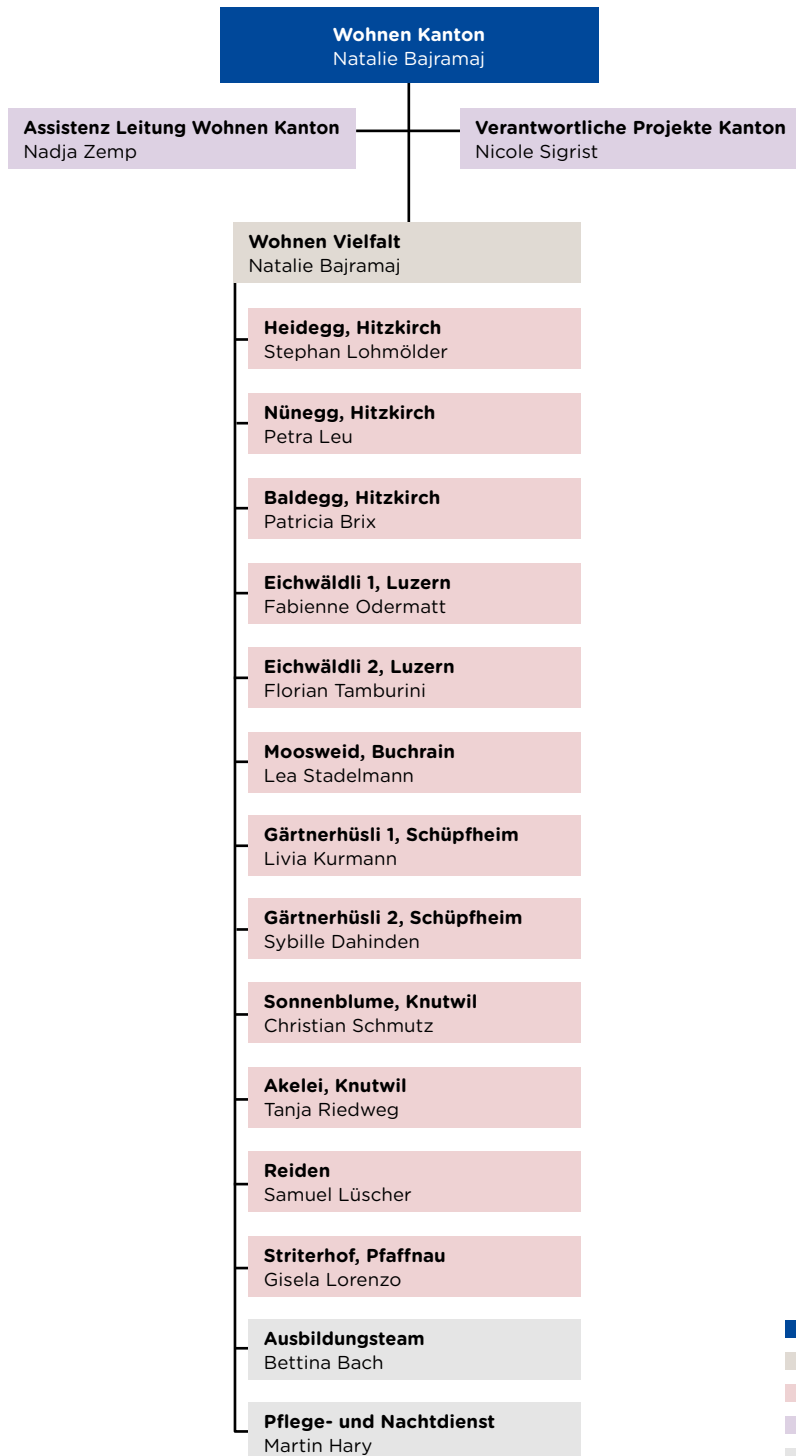 Wohnen Kanton
Natalie Bajramaj
Assistenz Leitung Wohnen Kanton
Nadja Zemp
Verantwortliche Projekte Kanton
Nicole Sigrist
Wohnen Vielfalt
Natalie Bajramaj
Heidegg, Hitzkirch
Stephan Lohmölder
Nünegg, Hitzkirch
Petra Leu
Baldegg, Hitzkirch
Patricia Brix
Eichwäldli 1, Luzern
Fabienne Odermatt
Eichwäldli 2, Luzern
Florian Tamburini
Moosweid, Buchrain
Lea Stadelmann
Gärtnerhüsli 1, Schüpfheim
Livia Kurmann
Gärtnerhüsli 2, Schüpfheim
Sybille Dahinden
Sonnenblume, Knutwil
Christian Schmutz
Akelei, Knutwil
Tanja Riedweg
Reiden
Samuel Lüscher
Striterhof, Pfaffnau
Gisela Lorenzo
Ausbildungsteam
Bettina Bach
Pflege- und Nachtdienst
Martin Hary